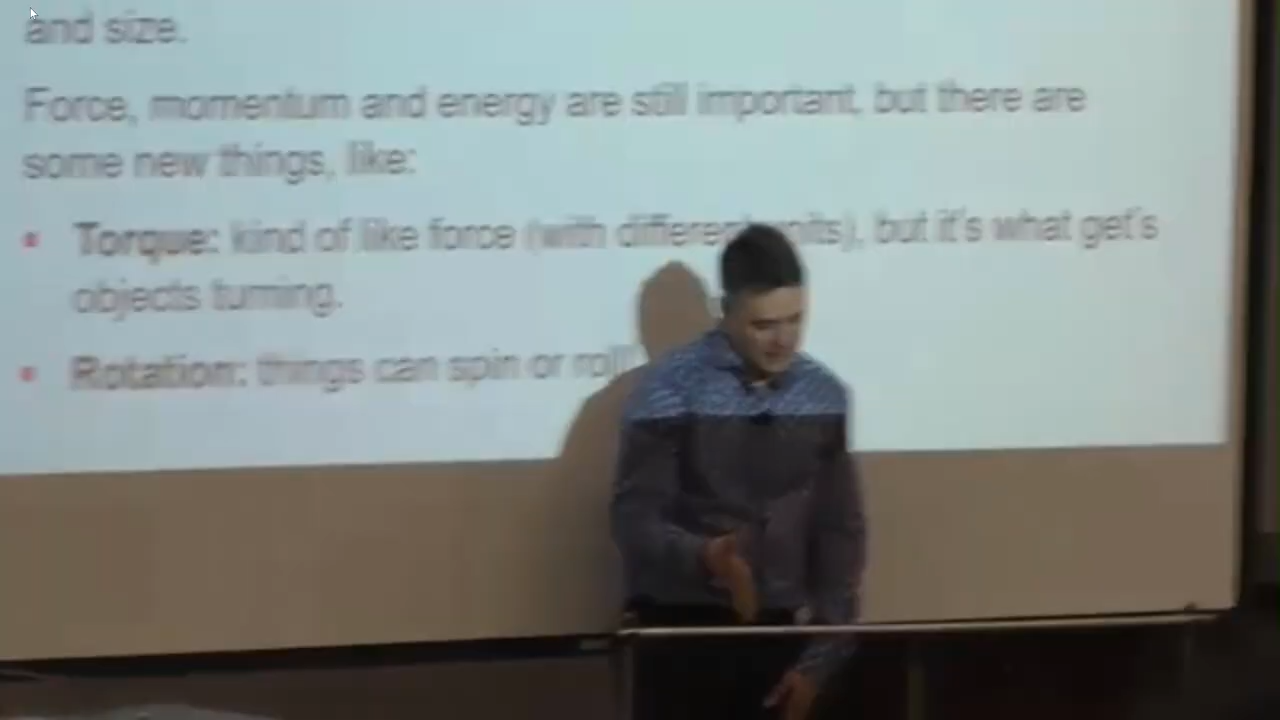 and size.
Force, momentum and energy are still important, but there are
some new things, like:
• Torque: kind of like force (with different units), but it's what get's
objects turning.
• Rotation: things can spin or roll!